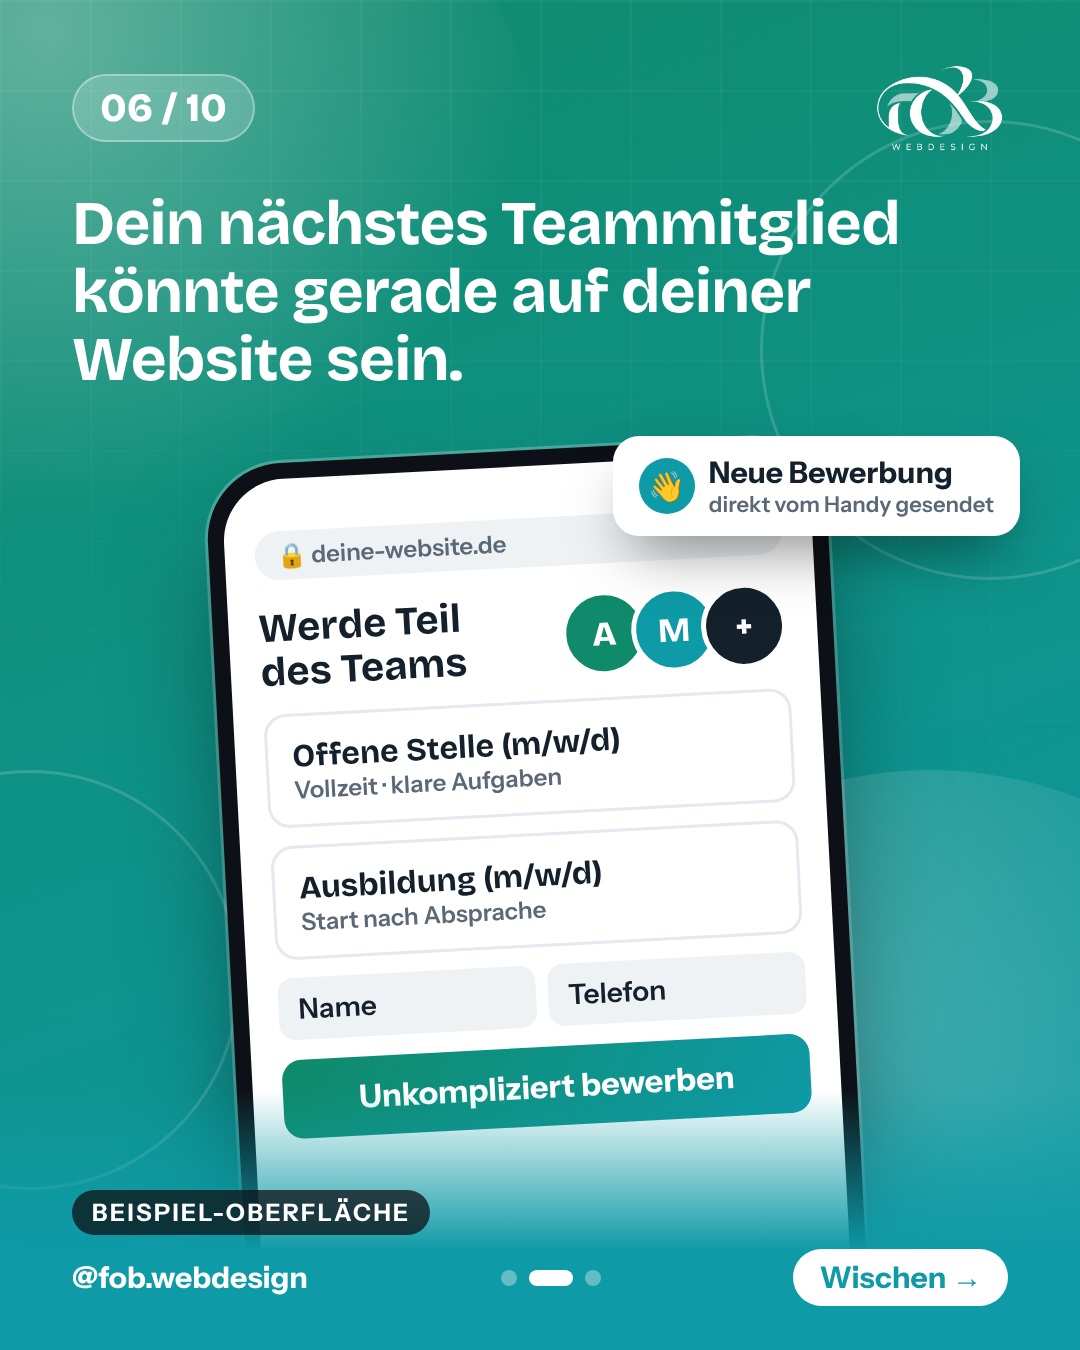 06 / 10
FOB
WEBDESIGN
Dein nächstes Teammitglied
könnte gerade auf deiner
Website sein.
Neue Bewerbung
direkt vom Handy gesendet
deine-website.de
Werde Teil
des Teams
A M +
Offene Stelle (m/w/d)
Vollzeit · klare Aufgaben
Ausbildung (m/w/d)
Start nach Absprache
Name
Telefon
Unkompliziert bewerben
BEISPIEL-OBERFLÄCHE
@fob.webdesign
Wischen →